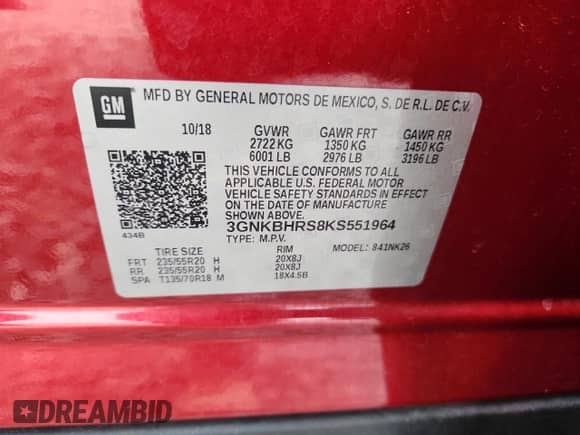 GM
MFD BY GENERAL MOTORS DE MEXICO, S. DE R.L. DE C.V.
10/18 GVWR GAWR FRT GAWR RR
2722 KG 1350 KG 1450 KG
6001 LB 2976 LB 3196 LB
THIS VEHICLE CONFORMS TO ALL
APPLICABLE U.S. FEDERAL MOTOR
VEHICLE SAFETY STANDARDS IN EFFECT
ON THE DATE OF MANUFACTURE
SHOWN ABOVE.
3GNKBHRS8KS551964
434B
TYPE: M.P.V. MODEL: 841NK26
TIRE SIZE RIM
FRT 235/55R20 H 20X8J
RR 235/55R20 H 20X8J
SPA T135/70R18 M 18X4.5B
DREAMBID